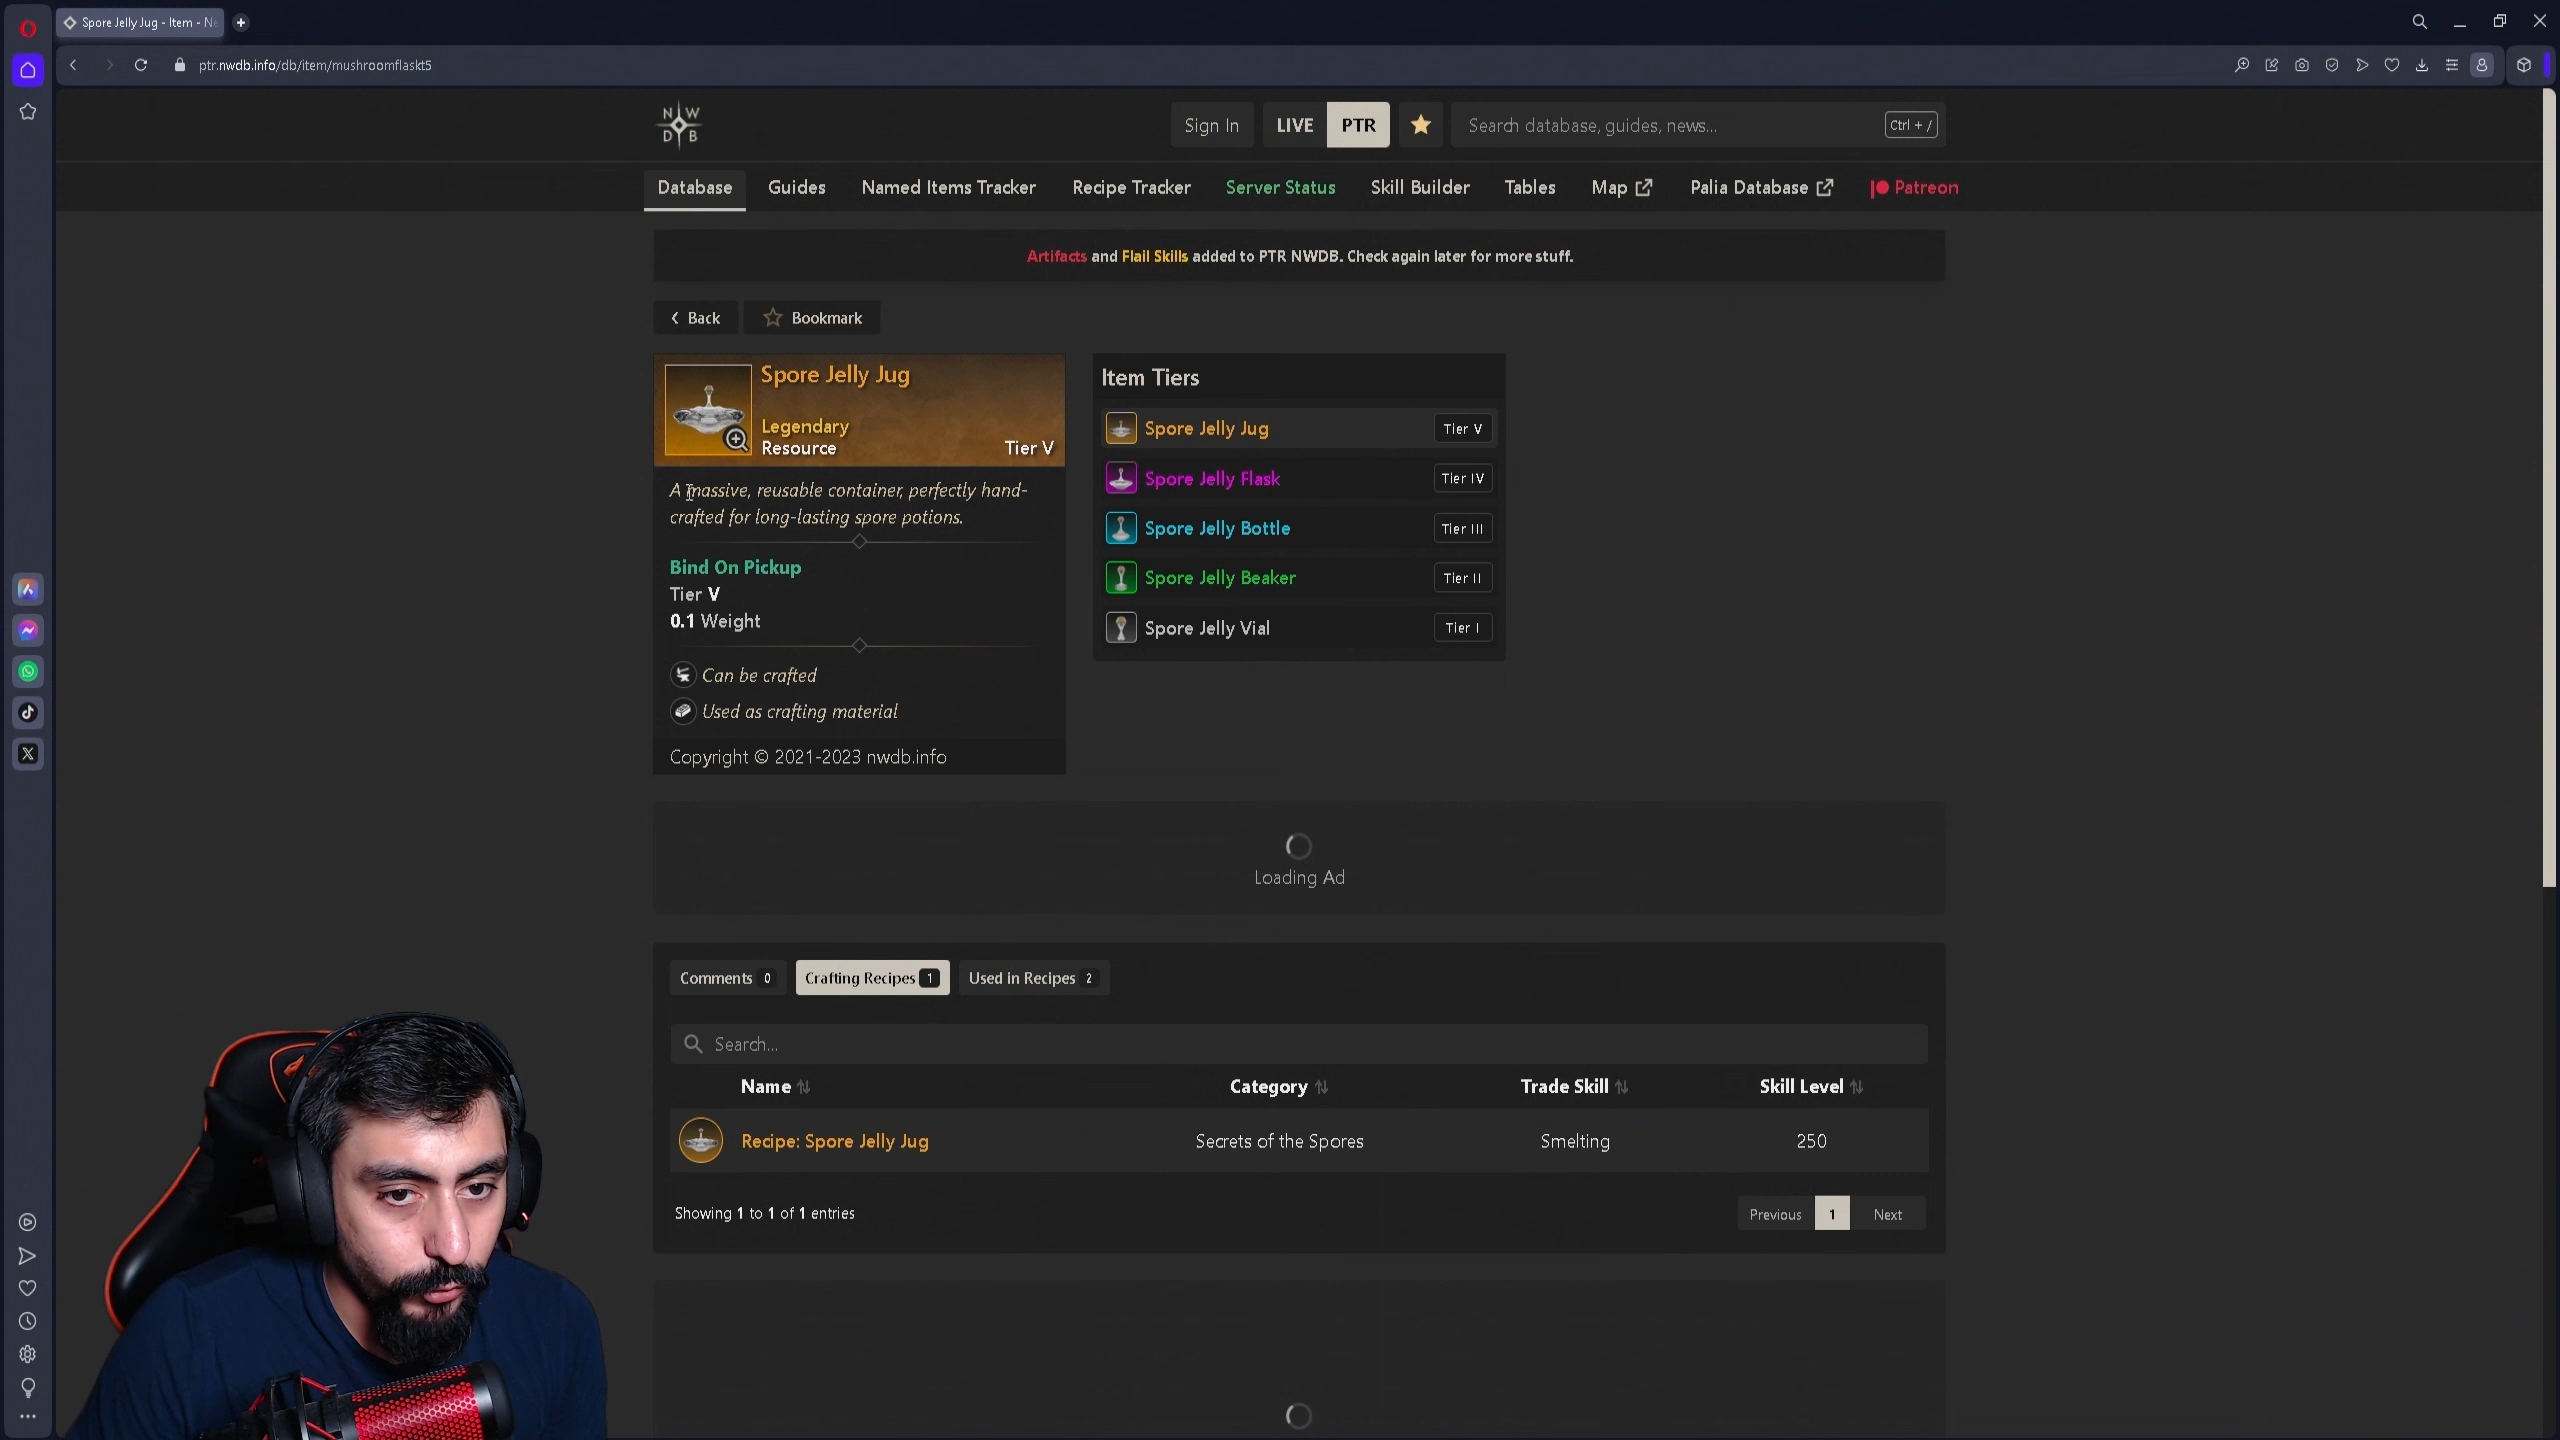 Spore Jelly Jug - Item - Ne
ptr.nwdb.info/db/item/mushroomflaskt5
N W D B
Sign In
LIVE
PTR
Search database, guides, news...
Ctrl + /
Database
Guides
Named Items Tracker
Recipe Tracker
Server Status
Skill Builder
Tables
Map
Palia Database
Patreon
Artifacts and Flail Skills added to PTR NWDB. Check again later for more stuff.
Back
Bookmark
Spore Jelly Jug
Legendary
Resource
Tier V
A massive, reusable container, perfectly hand-
crafted for long-lasting spore potions.
Bind On Pickup
Tier V
0.1 Weight
Can be crafted
Used as crafting material
Copyright © 2021-2023 nwdb.info
Item Tiers
Spore Jelly Jug Tier V
Spore Jelly Flask Tier IV
Spore Jelly Bottle Tier III
Spore Jelly Beaker Tier II
Spore Jelly Vial Tier I
Loading Ad
Comments 0
Crafting Recipes 1
Used in Recipes 2
Search...
Name Category Trade Skill Skill Level
Recipe: Spore Jelly Jug Secrets of the Spores Smelting 250
Showing 1 to 1 of 1 entries
Previous 1 Next